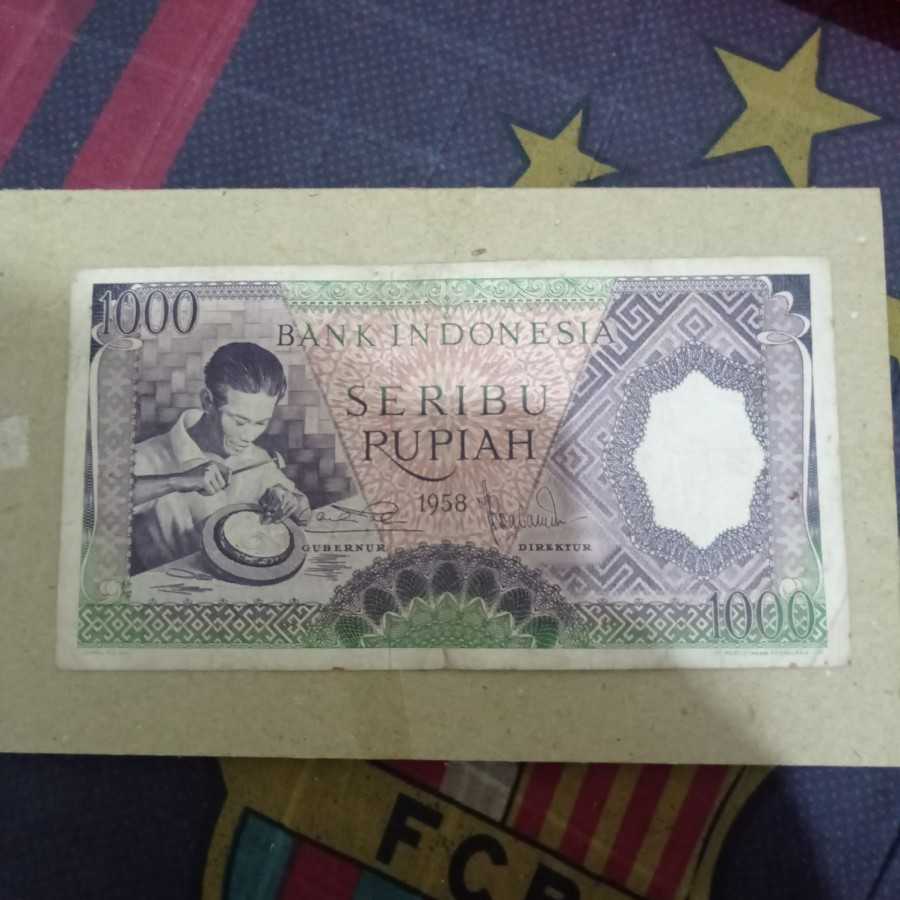 1000
BANK INDONESIA
SERIBU
RUPIAH
1958
GUBERNUR DIREKTUR
1000
FCB